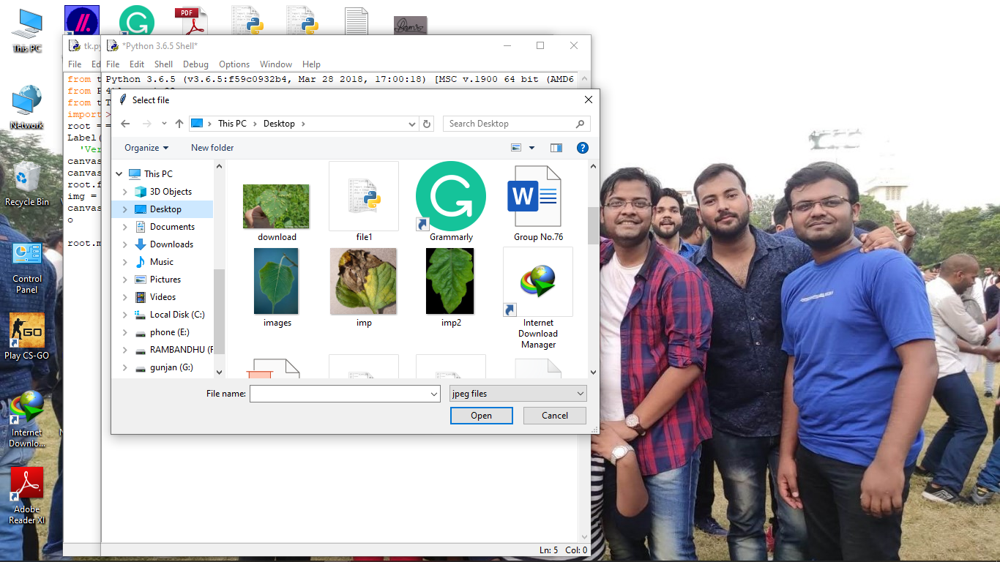 This PC
Network
Recycle Bin
Control
Panel
GO
Play CS-GO
Internet
Downlo...
Adobe
Reader XI
PDF
tk.py
File Ed
from t
from P
from t
import
root =
Label(
'Ver
canvas
canvas
root.f
img =
canvas
root.m
*Python 3.6.5 Shell*
File Edit Shell Debug Options Window Help
Python 3.6.5 (v3.6.5:f59c0932b4, Mar 28 2018, 17:00:18) [MSC v.1900 64 bit (AMD6
Select file
This PC > Desktop >
Search Desktop
Organize New folder
This PC
3D Objects
Desktop
Documents
Downloads
Music
Pictures
Videos
Local Disk (C:)
phone (E:)
RAMBANDHU (F
gunjan (G:)
download file1 Grammarly Group No.76
images imp imp2 Internet
Download
Manager
File name: jpeg files
Open Cancel
Ln: 5 Col: 0